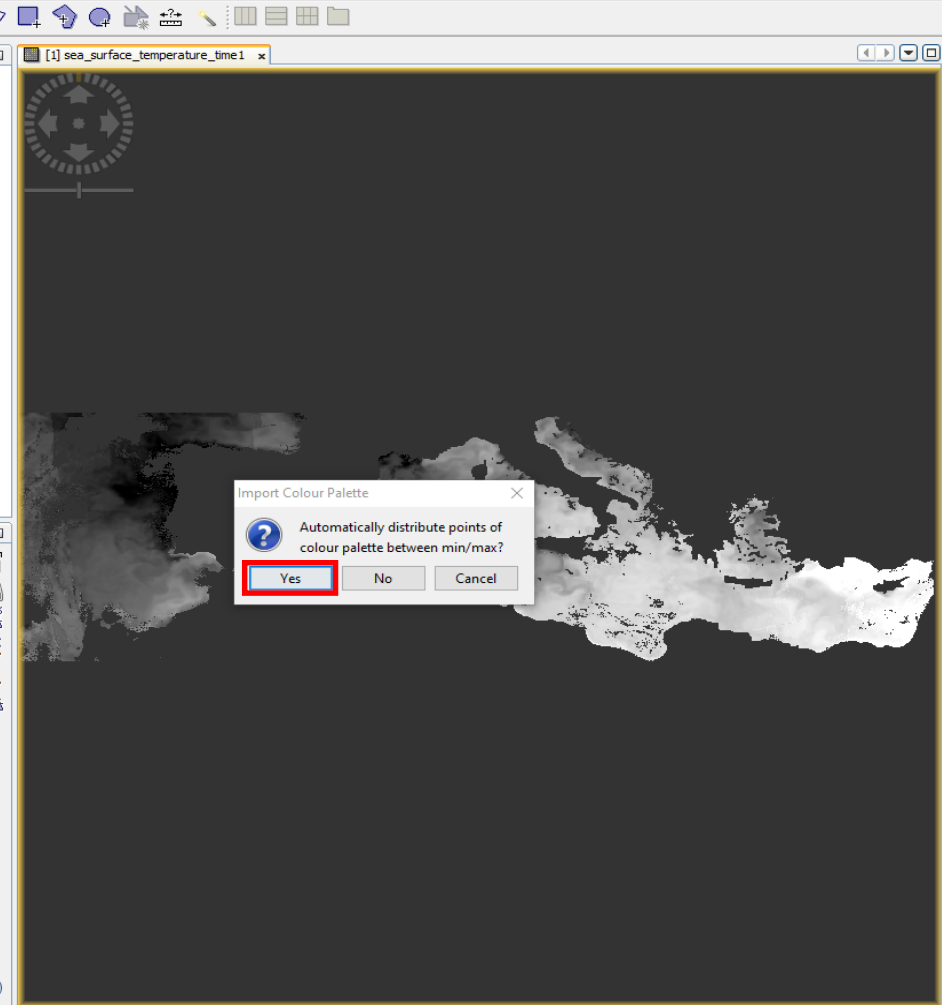 [1] sea_surface_temperature_time1
Import Colour Palette
Automatically distribute points of
colour palette between min/max?
Yes
No
Cancel